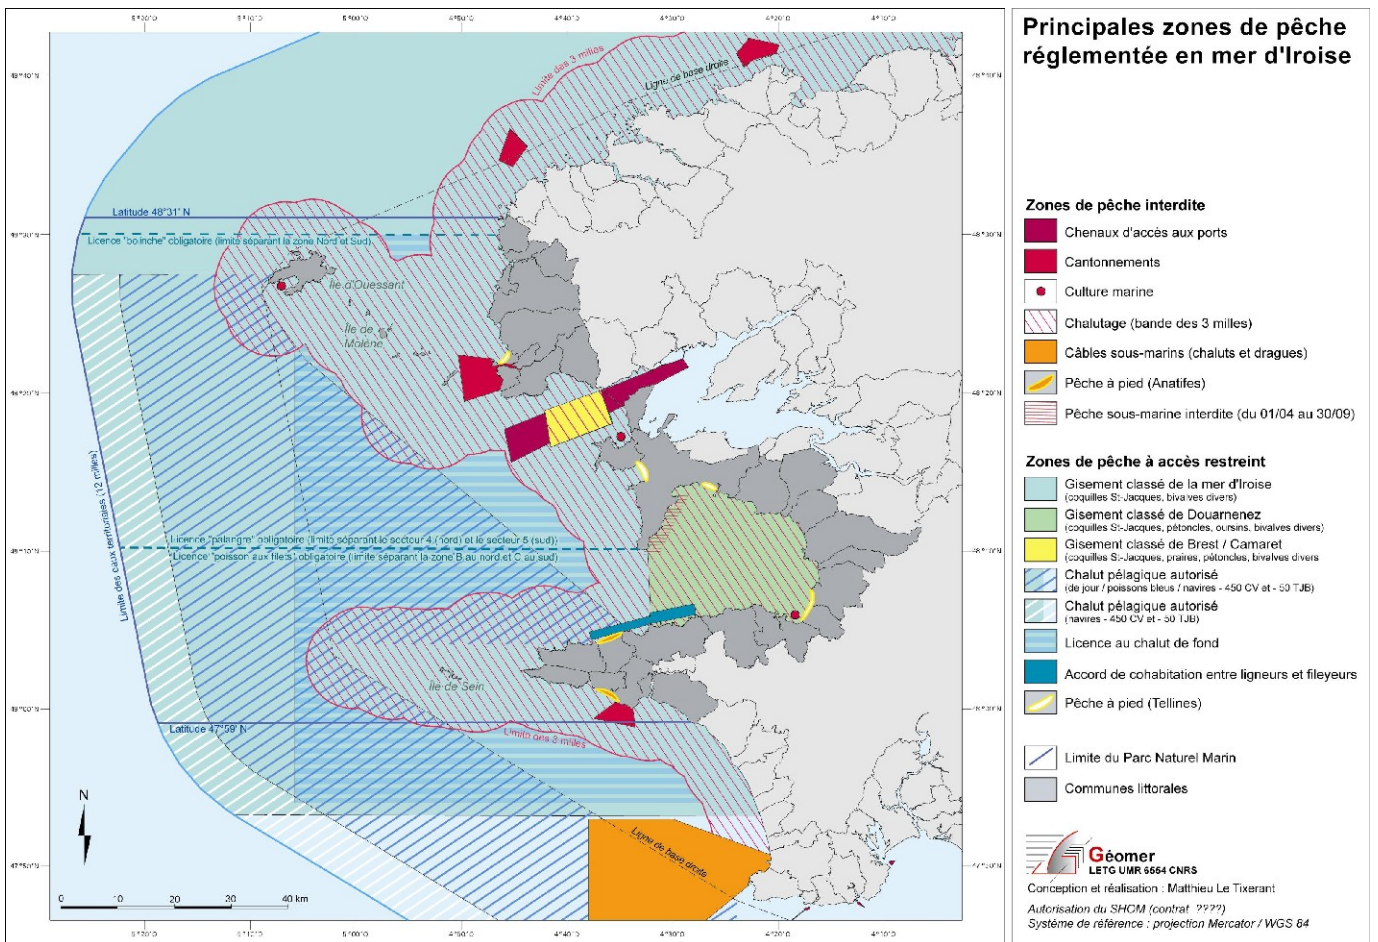 Principales zones de pêche
réglementée en mer d'Iroise
Zones de pêche interdite
Chenaux d'accès aux ports
Cantonnements
Culture marine
Chalutage (bande des 3 milles)
Câbles sous-marins (chaluts et dragues)
Pêche à pied (Anatifes)
Pêche sous-marine interdite (du 01/04 au 30/09)
Zones de pêche à accès restreint
Gisement classé de la mer d'Iroise
(coquilles St-Jacques, bivalves divers)
Gisement classé de Douarnenez
(coquilles St-Jacques, pétoncles, oursins, bivalves divers)
Gisement classé de Brest / Camaret
(coquilles St-Jacques, praires, pétoncles, bivalves divers
Chalut pélagique autorisé
(de jour / poissons bleus / navires - 450 CV et - 50 TJB)
Chalut pélagique autorisé
(navires - 450 CV et - 50 TJB)
Licence au chalut de fond
Accord de cohabitation entre ligneurs et fileyeurs
Pêche à pied (Tellines)
Limite du Parc Naturel Marin
Communes littorales
Géomer
LETG UMR 6554 CNRS
Conception et réalisation : Matthieu Le Tixerant
Autorisation du SHOM (contrat ????)
Système de référence : projection Mercator / WGS 84
Limite des 3 milles
Ligne de base droite
Latitude 48°31' N
Licence "bolinche" obligatoire (limite séparant la zone Nord et Sud)
Ile d'Ouessant
Ile de
Molène
Limite des eaux territoriales (12 milles)
Licence "palangre" obligatoire (limite séparant le secteur 4 (nord) et le secteur 5 (sud))
Licence "poisson aux filets" obligatoire (limite séparant la zone B au nord et C au sud)
Ile de Sein
Latitude 47°59' N
Limite des 3 milles
Ligne de base droite
N
0 10 20 30 40 km